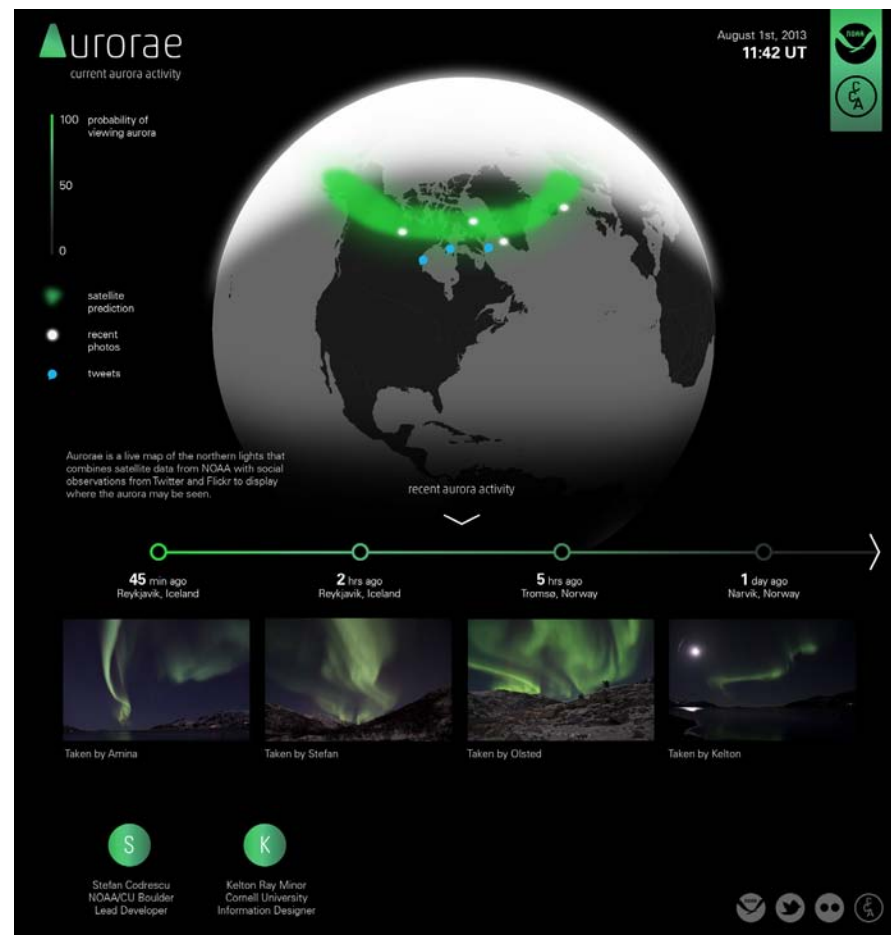 Aurorae
current aurora activity
August 1st, 2013
11:42 UT
NOAA
CCA
100 probability of
viewing aurora
50
0
satellite
prediction
recent
photos
tweets
Aurorae is a live map of the northern lights that
combines satellite data from NOAA with social
observations from Twitter and Flickr to display
where the aurora may be seen.
recent aurora activity
45 min ago
Reykjavik, Iceland
2 hrs ago
Reykjavik, Iceland
5 hrs ago
Tromsø, Norway
1 day ago
Narvik, Norway
Taken by Amina
Taken by Stefan
Taken by Olsted
Taken by Kelton
S
Stefan Codrescu
NOAA/CU Boulder
Lead Developer
K
Kelton Ray Minor
Cornell University
Information Designer
NOAA
CCA